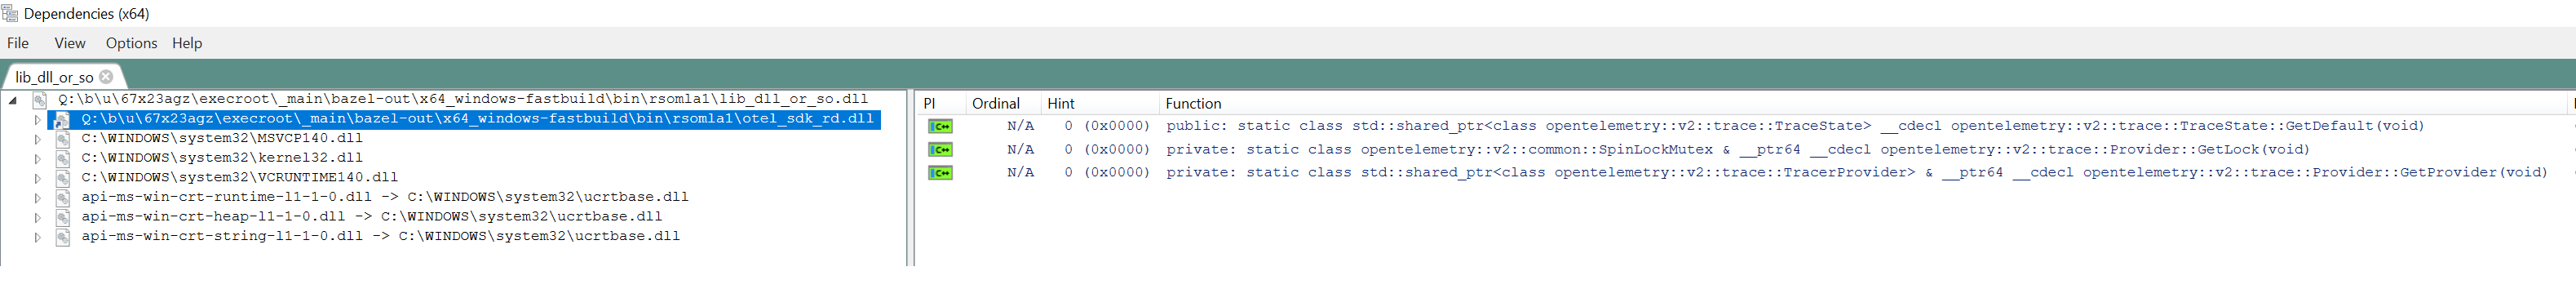 Dependencies (x64)
File View Options Help
lib_dll_or_so
Q:\b\u\67x23agz\execroot\_main\bazel-out\x64_windows-fastbuild\bin\rsomla1\lib_dll_or_so.dll
Q:\b\u\67x23agz\execroot\_main\bazel-out\x64_windows-fastbuild\bin\rsomla1\otel_sdk_rd.dll
C:\WINDOWS\system32\MSVCP140.dll
C:\WINDOWS\system32\kernel32.dll
C:\WINDOWS\system32\VCRUNTIME140.dll
api-ms-win-crt-runtime-l1-1-0.dll -> C:\WINDOWS\system32\ucrtbase.dll
api-ms-win-crt-heap-l1-1-0.dll -> C:\WINDOWS\system32\ucrtbase.dll
api-ms-win-crt-string-l1-1-0.dll -> C:\WINDOWS\system32\ucrtbase.dll
PI Ordinal Hint Function
C++ N/A 0 (0x0000) public: static class std::shared_ptr<class opentelemetry::v2::trace::TraceState> __cdecl opentelemetry::v2::trace::TraceState::GetDefault(void)
C++ N/A 0 (0x0000) private: static class opentelemetry::v2::common::SpinLockMutex & __ptr64 __cdecl opentelemetry::v2::trace::Provider::GetLock(void)
C++ N/A 0 (0x0000) private: static class std::shared_ptr<class opentelemetry::v2::trace::TracerProvider> & __ptr64 __cdecl opentelemetry::v2::trace::Provider::GetProvider(void)